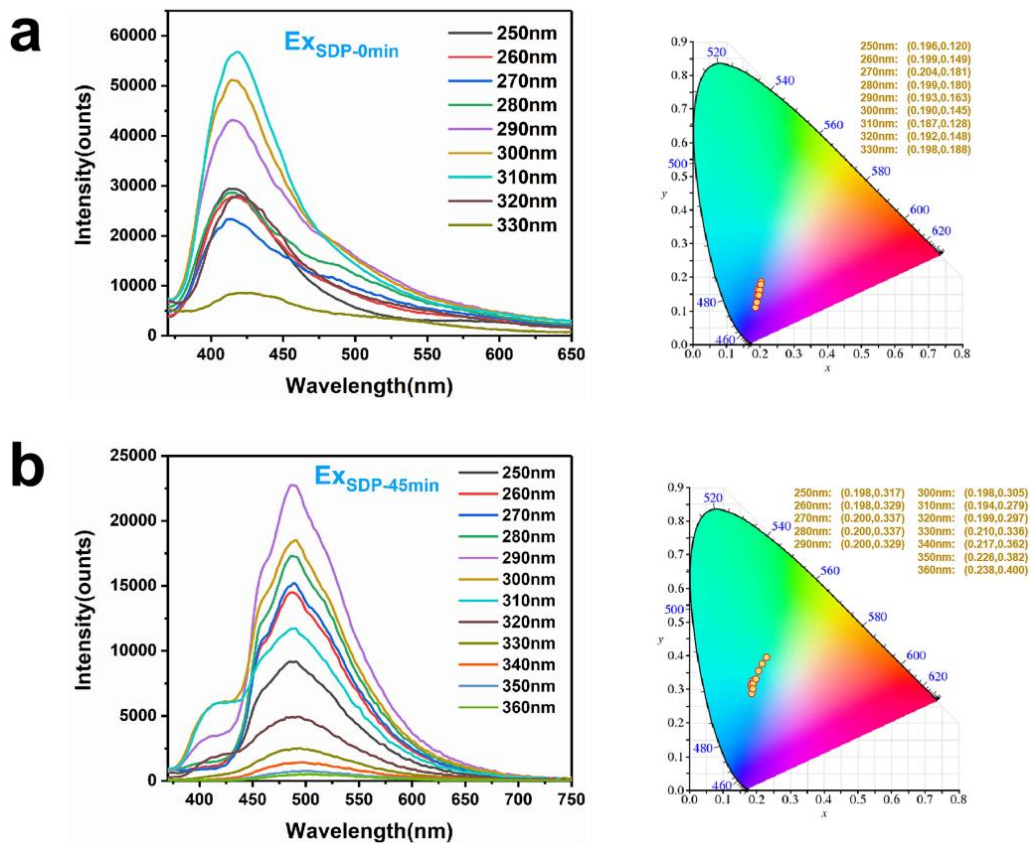 a
Ex SDP-0min
250nm
260nm
270nm
280nm
290nm
300nm
310nm
320nm
330nm
60000
50000
40000
30000
20000
10000
0
Intensity(ounts)
400 450 500 550 600 650
Wavelength(nm)
250nm: (0.196,0.120)
260nm: (0.199,0.149)
270nm: (0.204,0.181)
280nm: (0.199,0.180)
290nm: (0.193,0.163)
300nm: (0.190,0.145)
310nm: (0.187,0.128)
320nm: (0.192,0.148)
330nm: (0.198,0.188)
0.9
0.8
0.7
0.6
0.5
0.4
0.3
0.2
0.1
0.0
y
520
540
560
580
600
620
500
480
460
0.0 0.1 0.2 0.3 0.4 0.5 0.6 0.7 0.8
x
b
Ex SDP-45min
250nm
260nm
270nm
280nm
290nm
300nm
310nm
320nm
330nm
340nm
350nm
360nm
25000
20000
15000
10000
5000
0
Intensity(ounts)
400 450 500 550 600 650 700 750
Wavelength(nm)
250nm: (0.198,0.317) 300nm: (0.198,0.305)
260nm: (0.198,0.329) 310nm: (0.194,0.279)
270nm: (0.200,0.337) 320nm: (0.199,0.297)
280nm: (0.200,0.337) 330nm: (0.210,0.336)
290nm: (0.200,0.329) 340nm: (0.217,0.362)
350nm: (0.226,0.382)
360nm: (0.238,0.400)
0.9
0.8
0.7
0.6
0.5
0.4
0.3
0.2
0.1
0.0
y
520
540
560
580
600
620
500
480
460
0.0 0.1 0.2 0.3 0.4 0.5 0.6 0.7 0.8
x